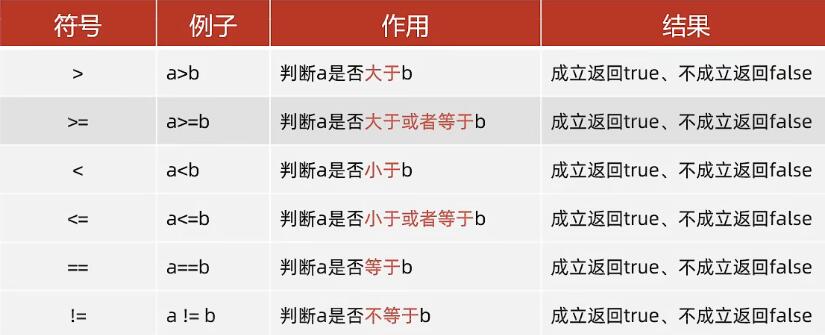 符号 例子 作用 结果
> a>b 判断a是否大于b 成立返回true、不成立返回false
>= a>=b 判断a是否大于或者等于b 成立返回true、不成立返回false
< a<b 判断a是否小于b 成立返回true、不成立返回false
<= a<=b 判断a是否小于或者等于b 成立返回true、不成立返回false
== a==b 判断a是否等于b 成立返回true、不成立返回false
!= a != b 判断a是否不等于b 成立返回true、不成立返回false